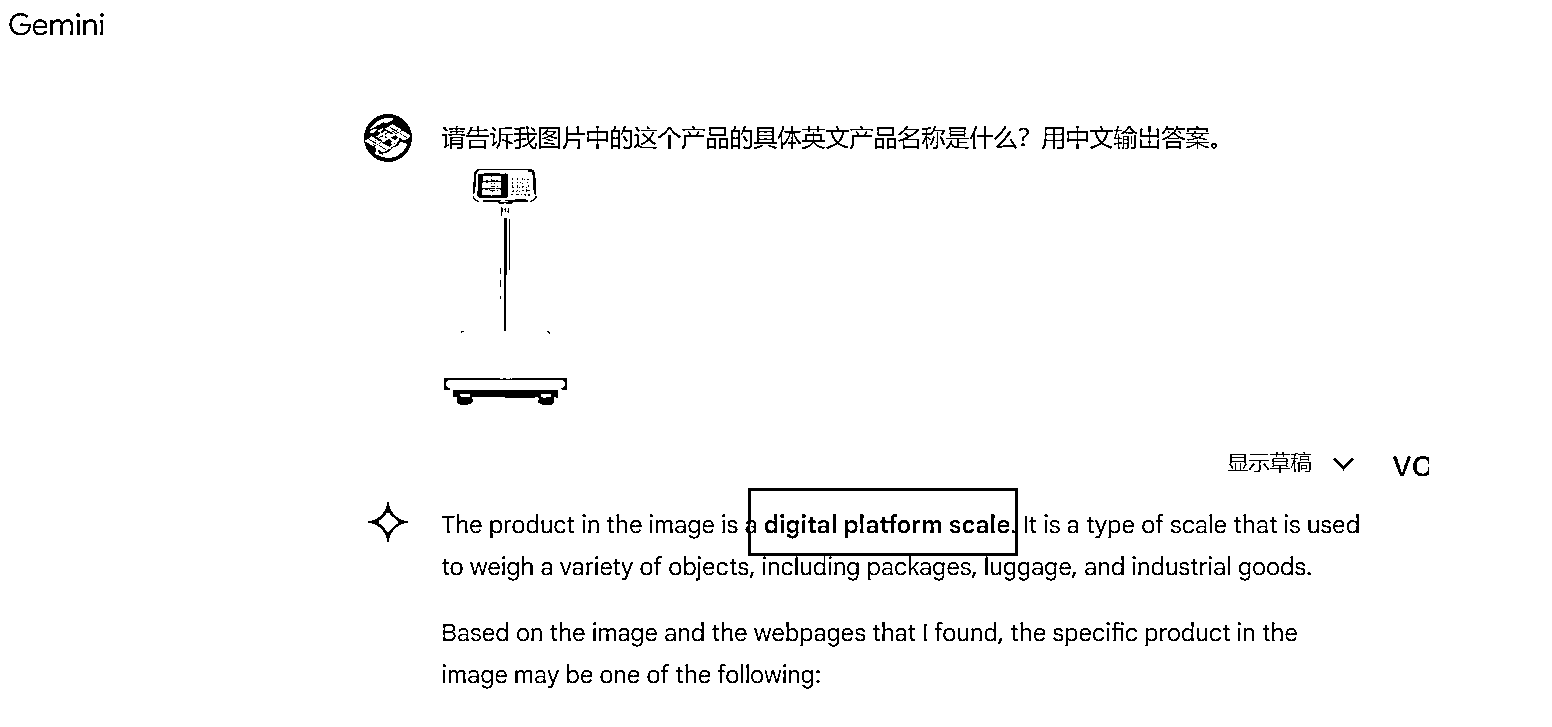 Gemini
请告诉我图片中的这个产品的具体英文产品名称是什么？用中文输出答案。
显示草稿
The product in the image is a digital platform scale. It is a type of scale that is used
to weigh a variety of objects, including packages, luggage, and industrial goods.
Based on the image and the webpages that I found, the specific product in the
image may be one of the following: